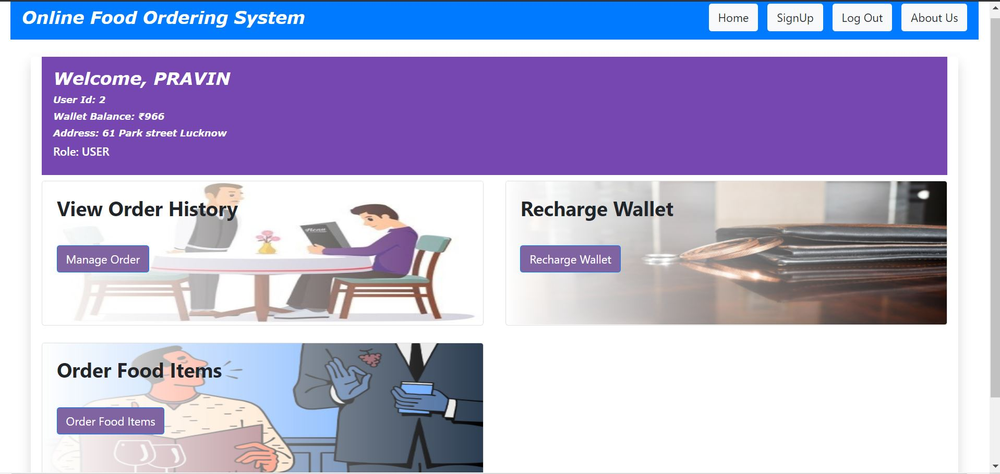 Online Food Ordering System
Home
SignUp
Log Out
About Us
Welcome, PRAVIN
User Id: 2
Wallet Balance: ₹966
Address: 61 Park street Lucknow
Role: USER
View Order History
Menu
Manage Order
Recharge Wallet
Recharge Wallet
Order Food Items
Order Food Items